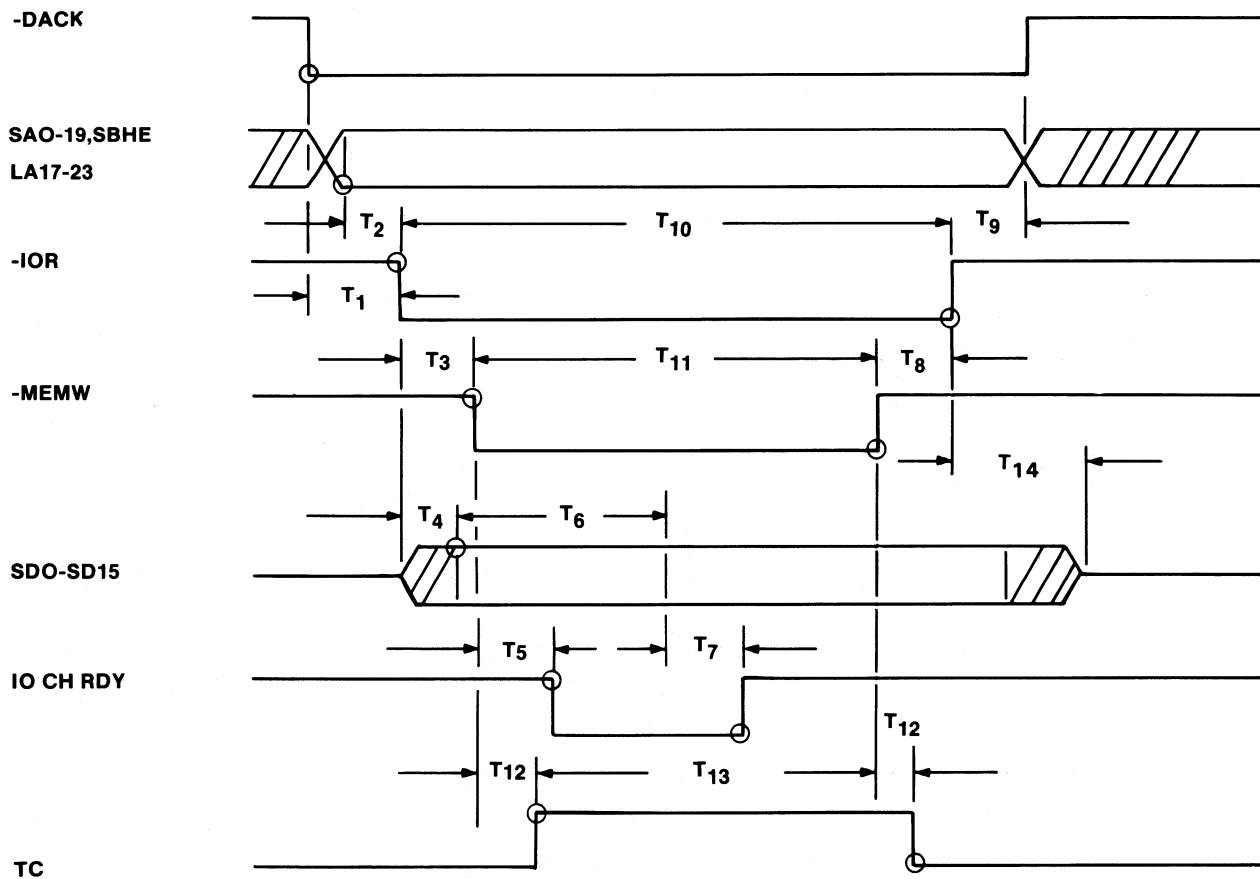 -DACK
SAO-19,SBHE
LA17-23
T2
T10
T9
-IOR
T1
T3
T11
T8
-MEMW
T14
T4
T6
SDO-SD15
T5
T7
IO CH RDY
T12
T12
T13
TC